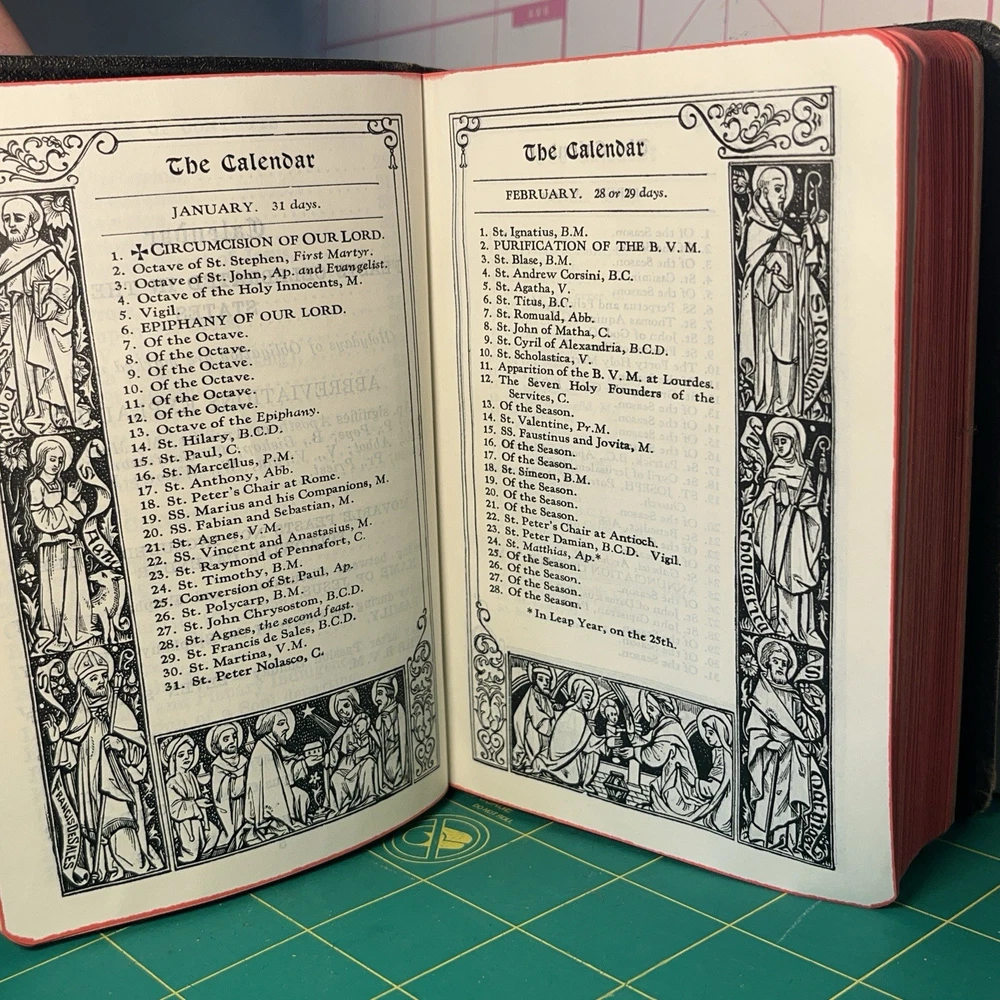 The Calendar
JANUARY. 31 days.
1. ✠CIRCUMCISION OF OUR LORD.
2. Octave of St. Stephen, First Martyr.
3. Octave of St. John, Ap. and Evangelist.
4. Octave of the Holy Innocents, M.
5. Vigil.
6. EPIPHANY OF OUR LORD.
7. Of the Octave.
8. Of the Octave.
9. Of the Octave.
10. Of the Octave.
11. Of the Octave.
12. Of the Octave.
13. Octave of the Epiphany.
14. St. Hilary, B.C.D.
15. St. Paul, C.
16. St. Marcellus, P.M.
17. St. Anthony, Abb.
18. St. Peter's Chair at Rome.
19. SS. Marius and his Companions, M.
20. SS. Fabian and Sebastian, M.
21. St. Agnes, V.M.
22. SS. Vincent and Anastasius, M.
23. St. Raymond of Pennafort, C.
24. St. Timothy, B.M.
25. Conversion of St. Paul, Ap.
26. St. Polycarp, B.M.
27. St. John Chrysoston, B.C.D.
28. St. Agnes, the second feast.
29. St. Francis de Sales, B.C.D.
30. St. Martina, V.M.
31. St. Peter Nolasco, C.
S. AGNES
FRANCIS DE SALES
The Calendar
FEBRUARY. 28 or 29 days.
1. St. Ignatius, B.M.
2. PURIFICATION OF THE B. V. M.
3. St. Blase, B.M.
4. St. Andrew Corsini, B.C.
5. St. Agatha, V.
6. St. Titus, B.C.
7. St. Romuald, Abb.
8. St. John of Matha, C.
9. St. Cyril of Alexandria, B.C.D.
10. St. Scholastica, V.
11. Apparition of the B. V. M. at Lourdes.
12. The Seven Holy Founders of the
Servites, C.
13. Of the Season.
14. St. Valentine, Pr.M.
15. SS. Faustinus and Jovita, M.
16. Of the Season.
17. Of the Season.
18. St. Simeon, B.M.
19. Of the Season.
20. Of the Season.
21. Of the Season.
22. St. Peter's Chair at Antioch.
23. St. Peter Damian, B.C.D. Vigil.
24. St. Matthias, Ap.*
25. Of the Season.
26. Of the Season.
27. Of the Season.
28. Of the Season.
* In Leap Year, on the 25th.
DO NOT ROLL